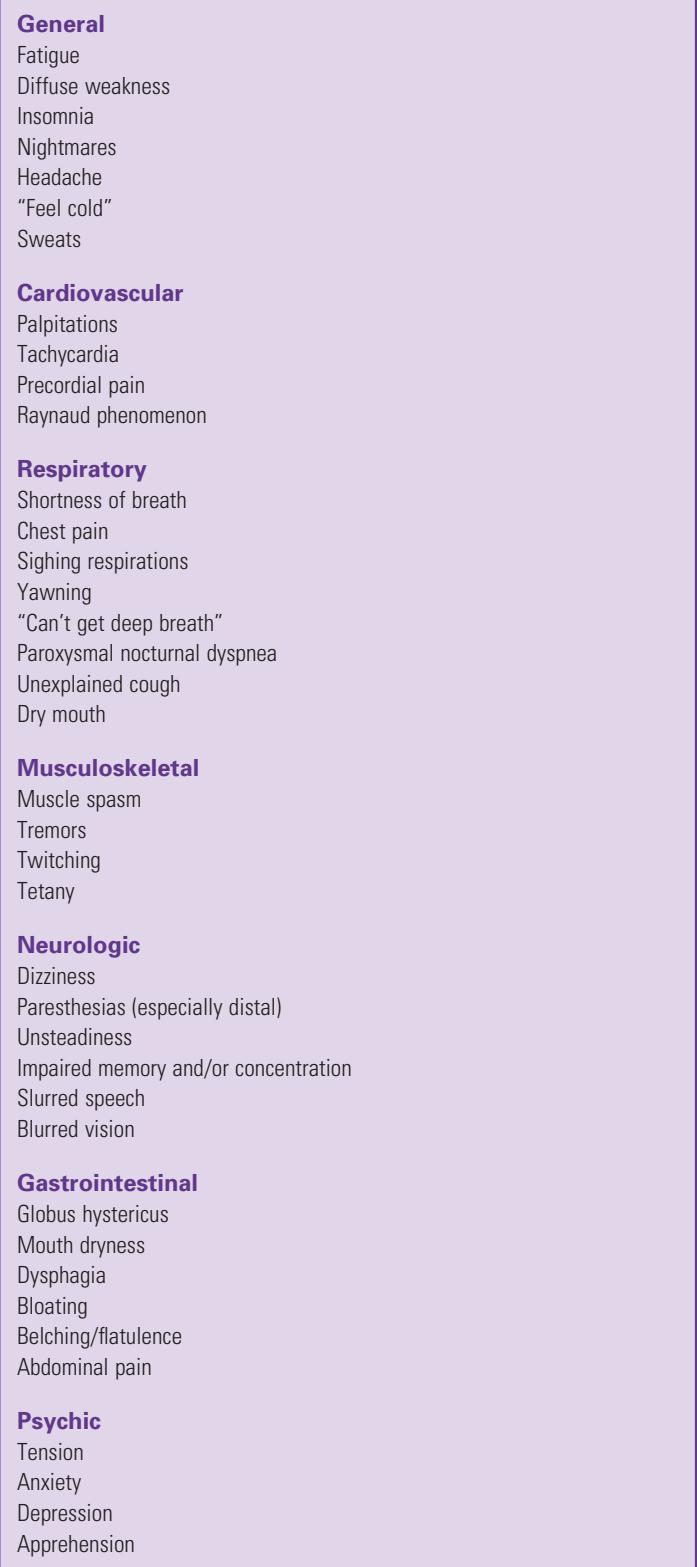 General
Fatigue
Diffuse weakness
Insomnia
Nightmares
Headache
“Feel cold”
Sweats
Cardiovascular
Palpitations
Tachycardia
Precordial pain
Raynaud phenomenon
Respiratory
Shortness of breath
Chest pain
Sighing respirations
Yawning
“Can’t get deep breath”
Paroxysmal nocturnal dyspnea
Unexplained cough
Dry mouth
Musculoskeletal
Muscle spasm
Tremors
Twitching
Tetany
Neurologic
Dizziness
Paresthesias (especially distal)
Unsteadiness
Impaired memory and/or concentration
Slurred speech
Blurred vision
Gastrointestinal
Globus hystericus
Mouth dryness
Dysphagia
Bloating
Belching/flatulence
Abdominal pain
Psychic
Tension
Anxiety
Depression
Apprehension